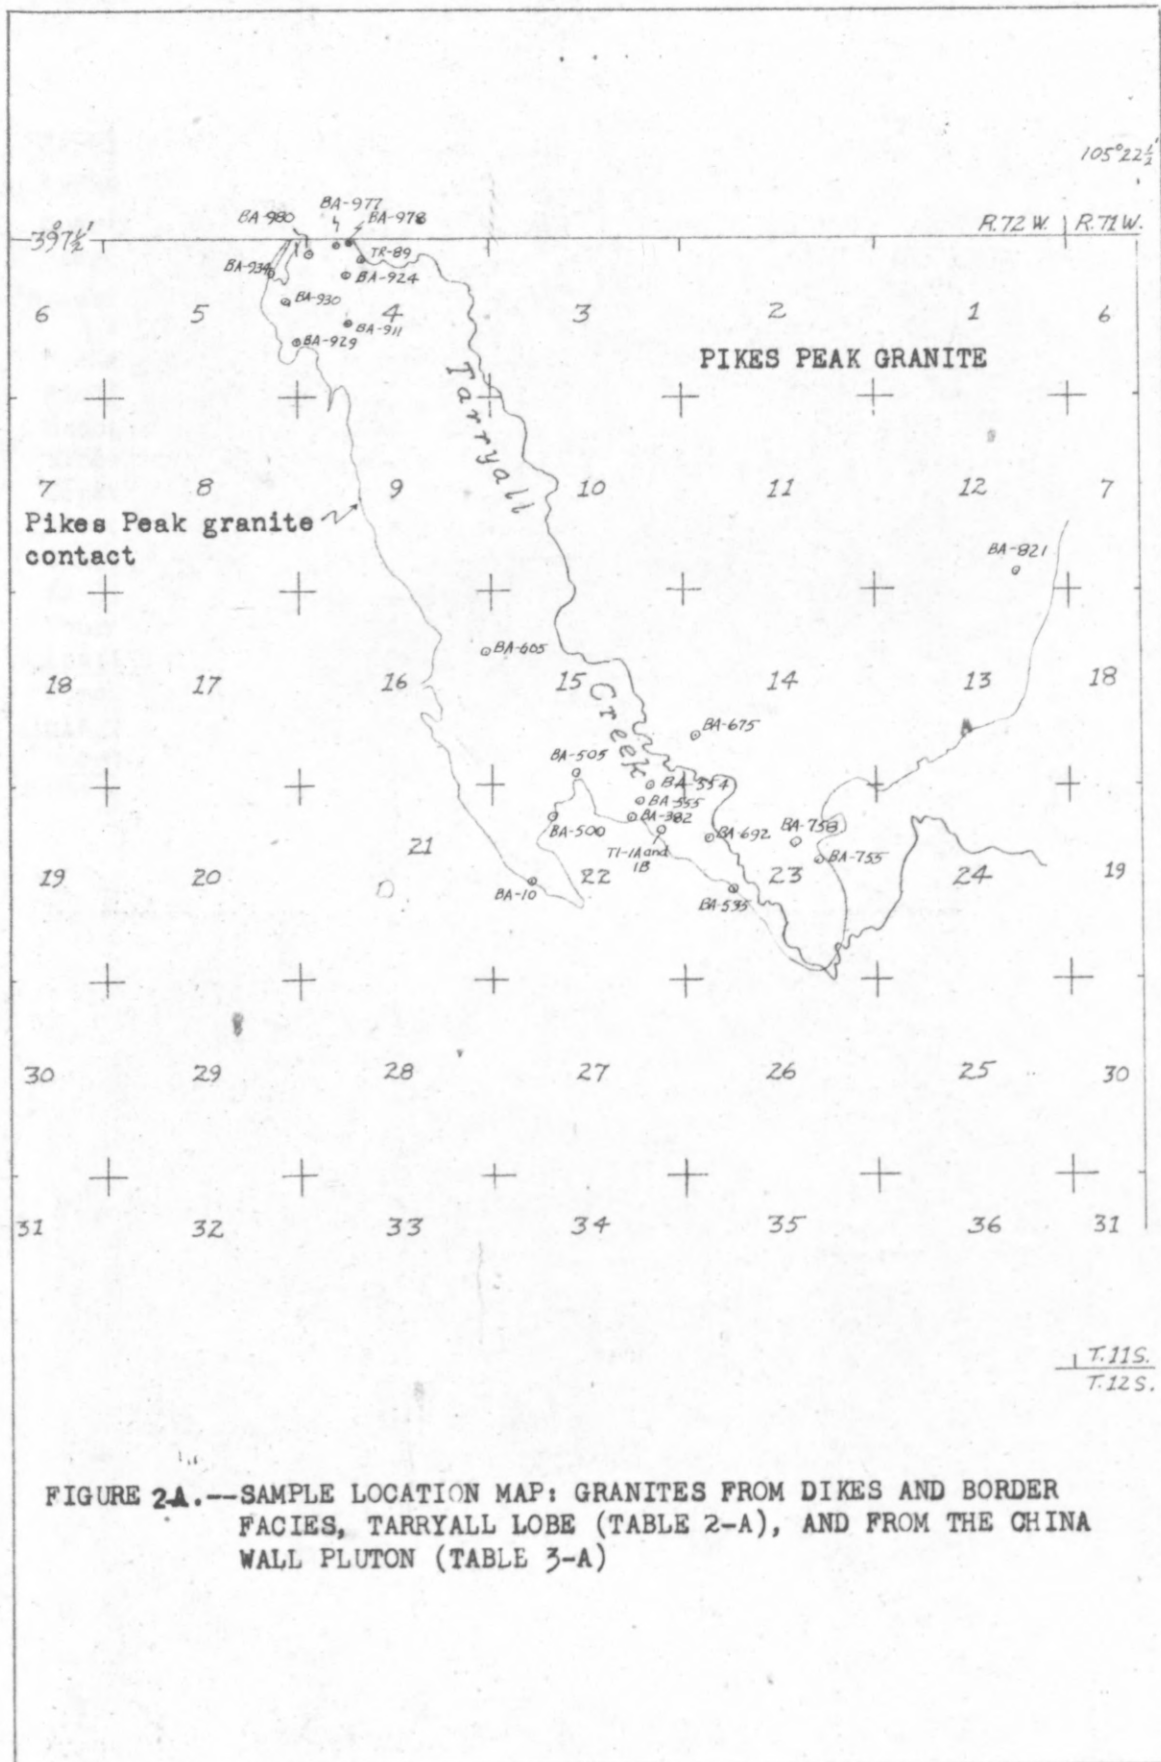 105°22½'
BA-977
BA-980
BA-978
39°7½'
R.72 W. R.71 W.
TR-89
BA-934
BA-924
BA-930
6 5 4 3 2 1 6
BA-911
BA-929
PIKES PEAK GRANITE
Tarryall
7 8 9 10 11 12 7
Pikes Peak granite
contact
BA-821
BA-605
18 17 16 15 14 13 18
Creek
BA-675
BA-505
BA-554
BA-555
BA-382
BA-500
BA-692
BA-758
T1-1A and
1B
BA-755
21
19 20 22 23 24 19
BA-10
BA-535
30 29 28 27 26 25 30
31 32 33 34 35 36 31
T.11S.
T.12S.
FIGURE 2-A.--SAMPLE LOCATION MAP: GRANITES FROM DIKES AND BORDER
FACIES, TARRYALL LOBE (TABLE 2-A), AND FROM THE CHINA
WALL PLUTON (TABLE 3-A)